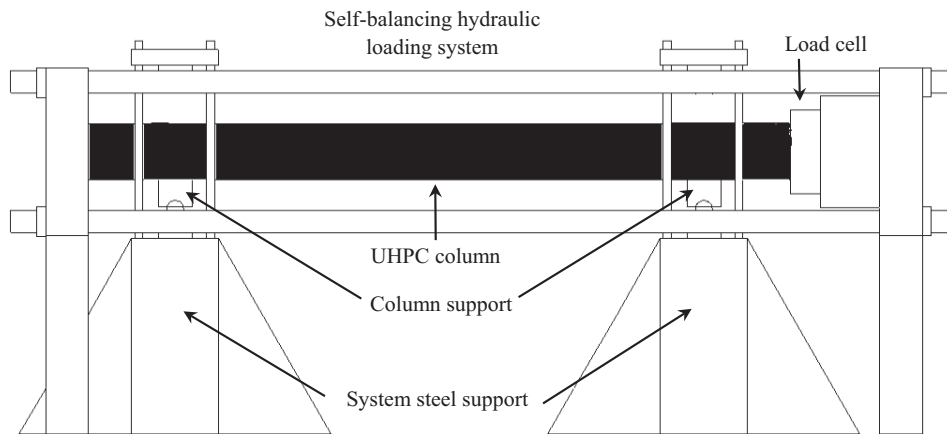 Self-balancing hydraulic
loading system
Load cell
UHPC column
Column support
System steel support